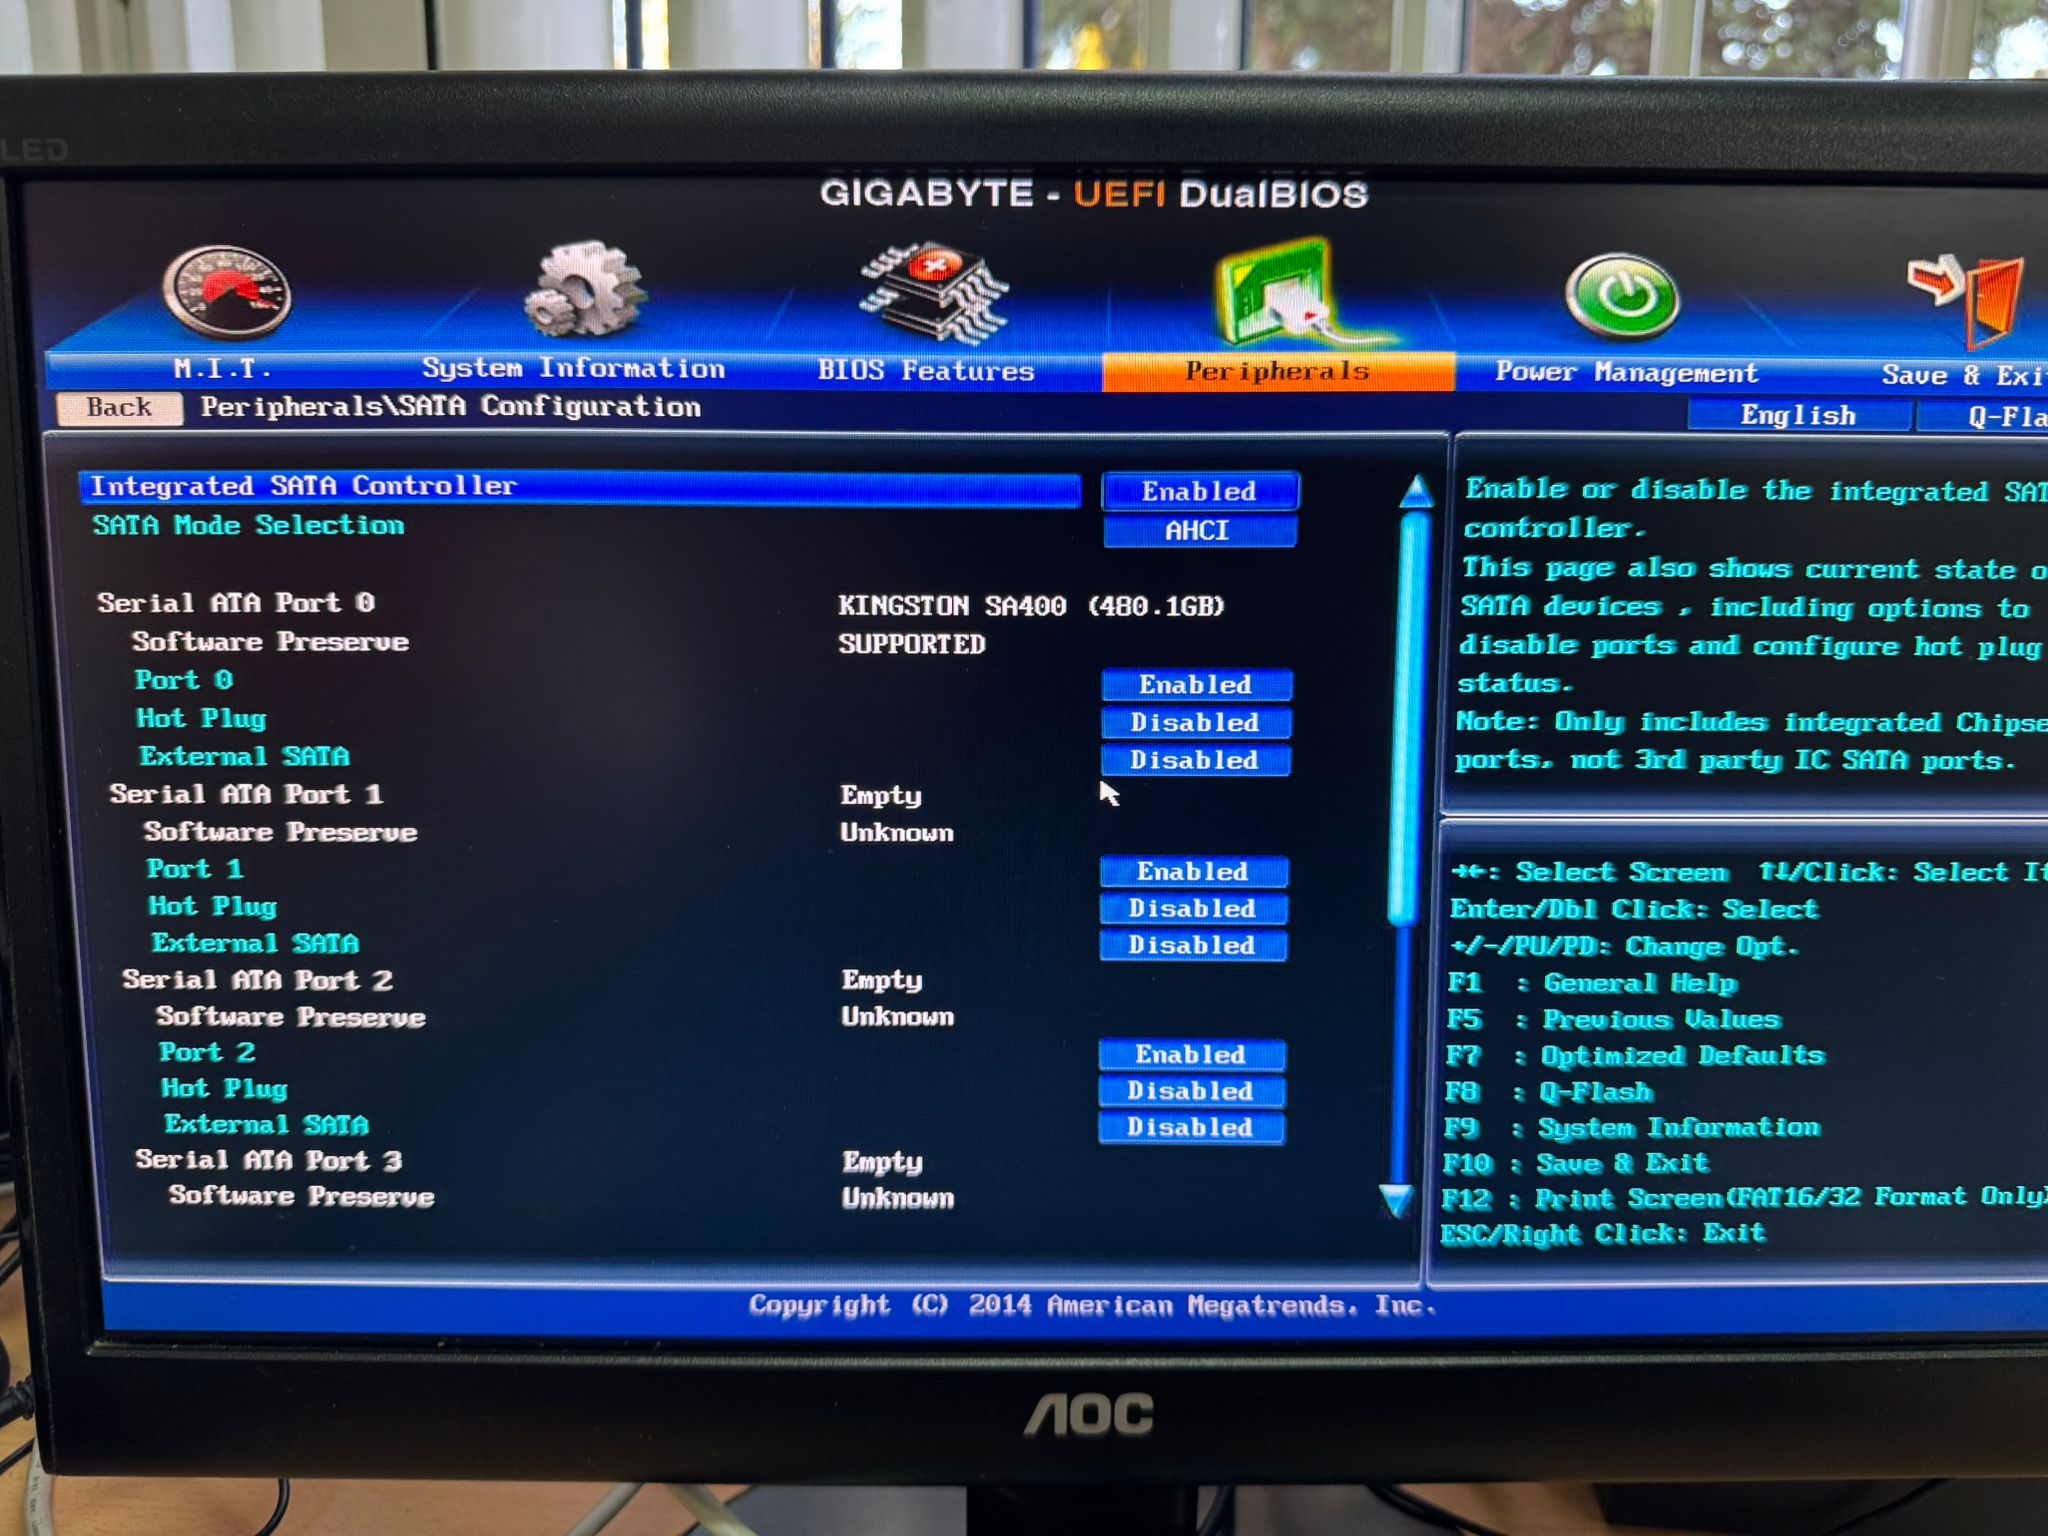 LED
GIGABYTE - UEFI DualBIOS
M.I.T.
System Information
BIOS Features
Peripherals
Power Management
Save & Exi
Back
Peripherals\SATA Configuration
English
Q-Fla
Integrated SATA Controller
Enabled
SATA Mode Selection
AHCI
Serial ATA Port 0
KINGSTON SA400 (480.1GB)
Software Preserve
SUPPORTED
Port 0
Enabled
Hot Plug
Disabled
External SATA
Disabled
Serial ATA Port 1
Empty
Software Preserve
Unknown
Port 1
Enabled
Hot Plug
Disabled
External SATA
Disabled
Serial ATA Port 2
Empty
Software Preserve
Unknown
Port 2
Enabled
Hot Plug
Disabled
External SATA
Disabled
Serial ATA Port 3
Empty
Software Preserve
Unknown
Enable or disable the integrated SAT
controller.
This page also shows current state o
SATA devices , including options to
disable ports and configure hot plug
status.
Note: Only includes integrated Chipse
ports, not 3rd party IC SATA ports.
→←: Select Screen ↑↓/Click: Select It
Enter/Dbl Click: Select
+/-/PU/PD: Change Opt.
F1 : General Help
F5 : Previous Values
F7 : Optimized Defaults
F8 : Q-Flash
F9 : System Information
F10 : Save & Exit
F12 : Print Screen(FAT16/32 Format Only)
ESC/Right Click: Exit
Copyright (C) 2014 American Megatrends, Inc.
AOC